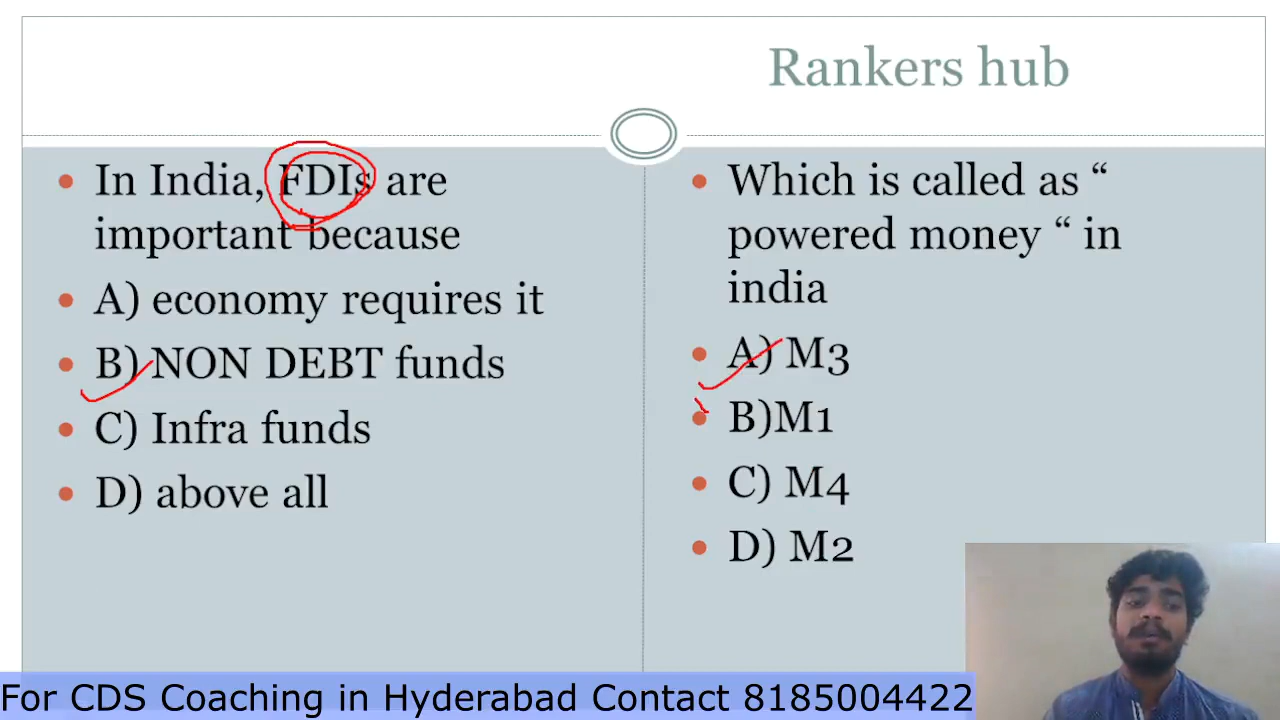 Rankers hub
In India, FDIs are
important because
A) economy requires it
B) NON DEBT funds
C) Infra funds
D) above all
Which is called as “
powered money “ in
india
A) M3
B)M1
C) M4
D) M2
For CDS Coaching in Hyderabad Contact 8185004422